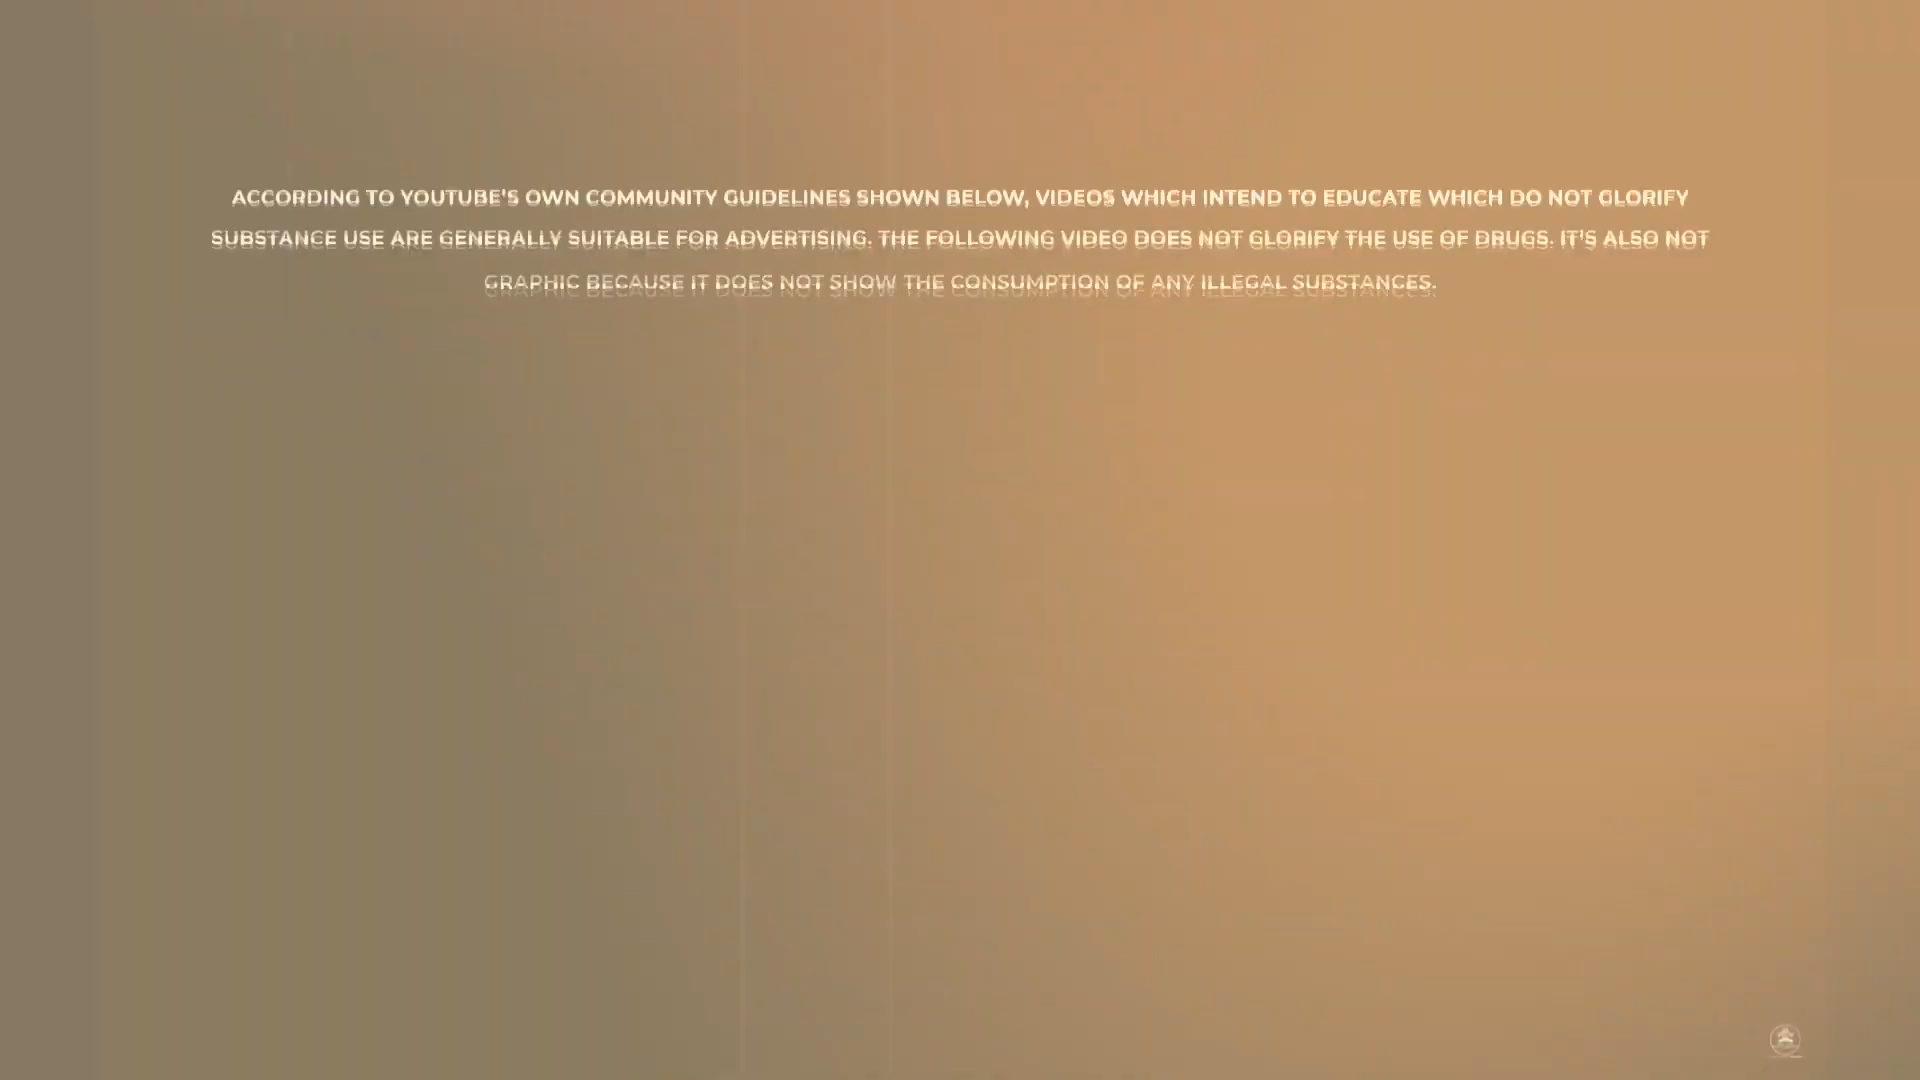 ACCORDING TO YOUTUBE'S OWN COMMUNITY GUIDELINES SHOWN BELOW, VIDEOS WHICH INTEND TO EDUCATE WHICH DO NOT GLORIFY
SUBSTANCE USE ARE GENERALLY SUITABLE FOR ADVERTISING. THE FOLLOWING VIDEO DOES NOT GLORIFY THE USE OF DRUGS. IT'S ALSO NOT
GRAPHIC BECAUSE IT DOES NOT SHOW THE CONSUMPTION OF ANY ILLEGAL SUBSTANCES.